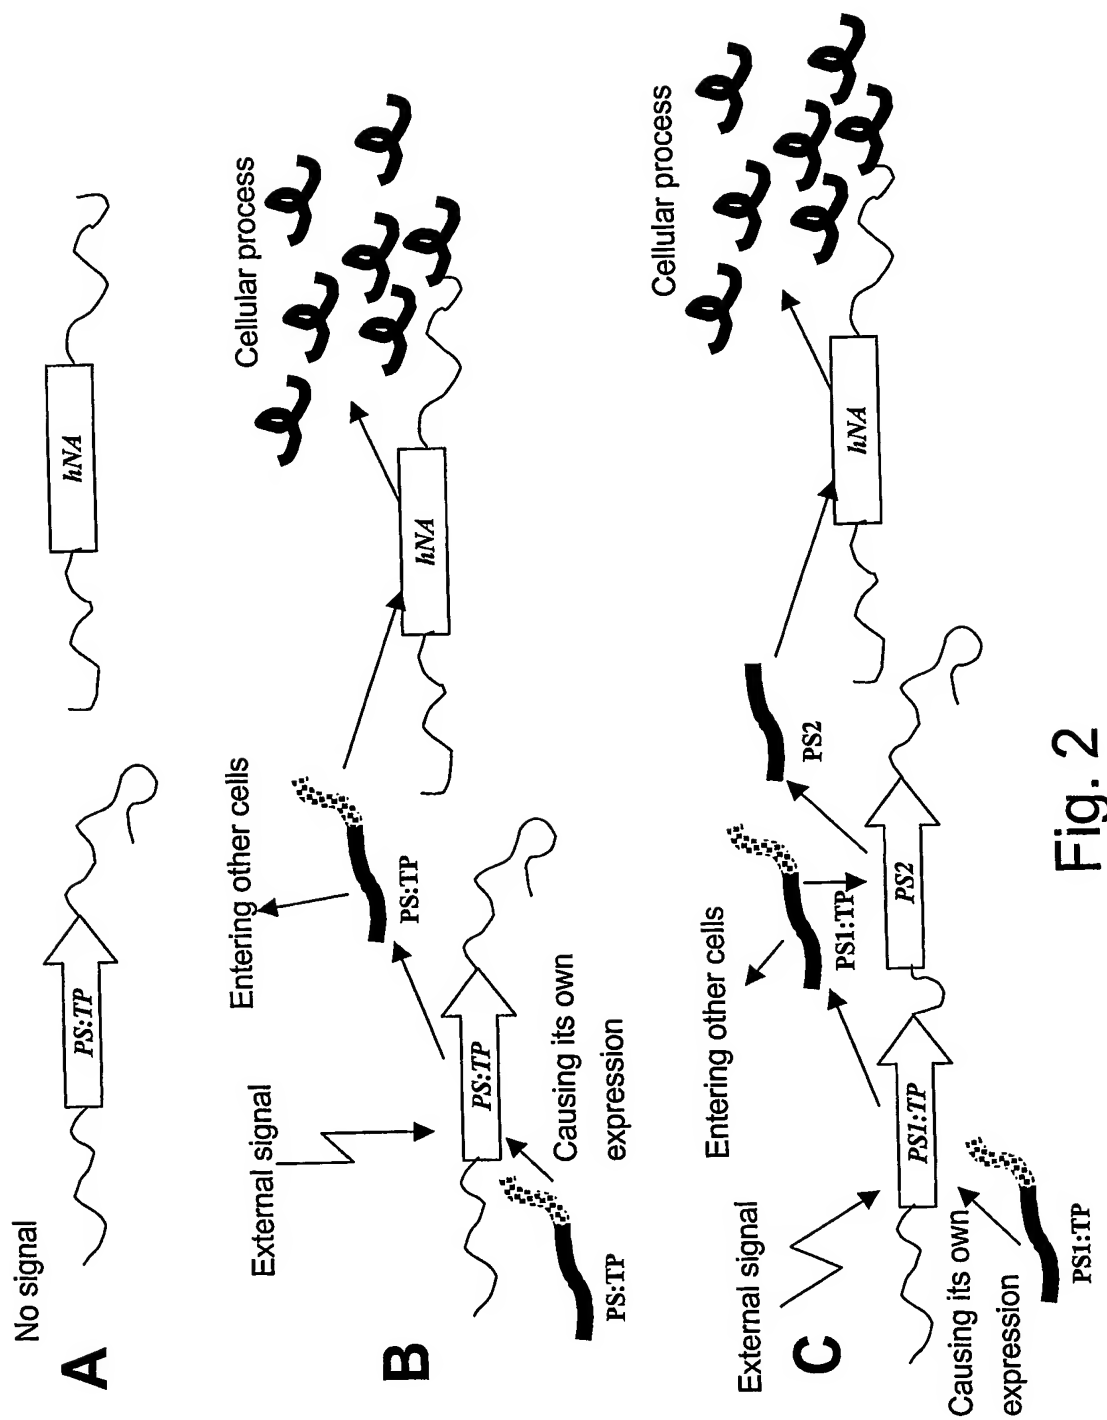 No signal
A
PS:TP
hNA
B
External signal
Entering other cells
Cellular process
PS:TP
PS:TP
hNA
PS:TP
Causing its own
expression
C
External signal
Entering other cells
Cellular process
PS1:TP
PS2
PS1:TP
PS2
hNA
PS1:TP
Causing its own
expression
Fig. 2